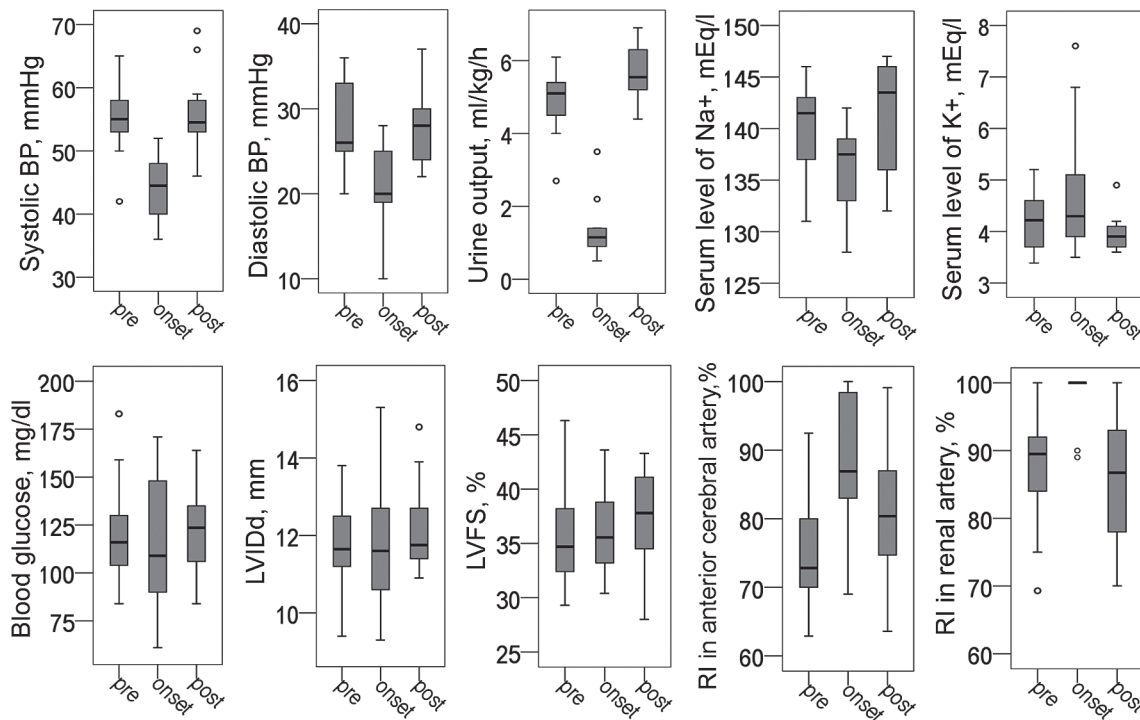 Systolic BP, mmHg
70
60
50
40
30
pre
onset
post
Diastolic BP, mmHg
40
30
20
10
pre
onset
post
Urine output, ml/kg/h
6
4
2
0
pre
onset
post
Serum level of Na+, mEq/l
150
145
140
135
130
125
pre
onset
post
Serum level of K+, mEq/l
8
7
6
5
4
3
pre
onset
post
Blood glucose, mg/dl
200
175
150
125
100
75
pre
onset
post
LVIDd, mm
16
14
12
10
pre
onset
post
LVFS, %
50
45
40
35
30
25
pre
onset
post
RI in anterior cerebral artery,%
100
90
80
70
60
pre
onset
post
RI in renal artery, %
100
90
80
70
60
pre
onset
post